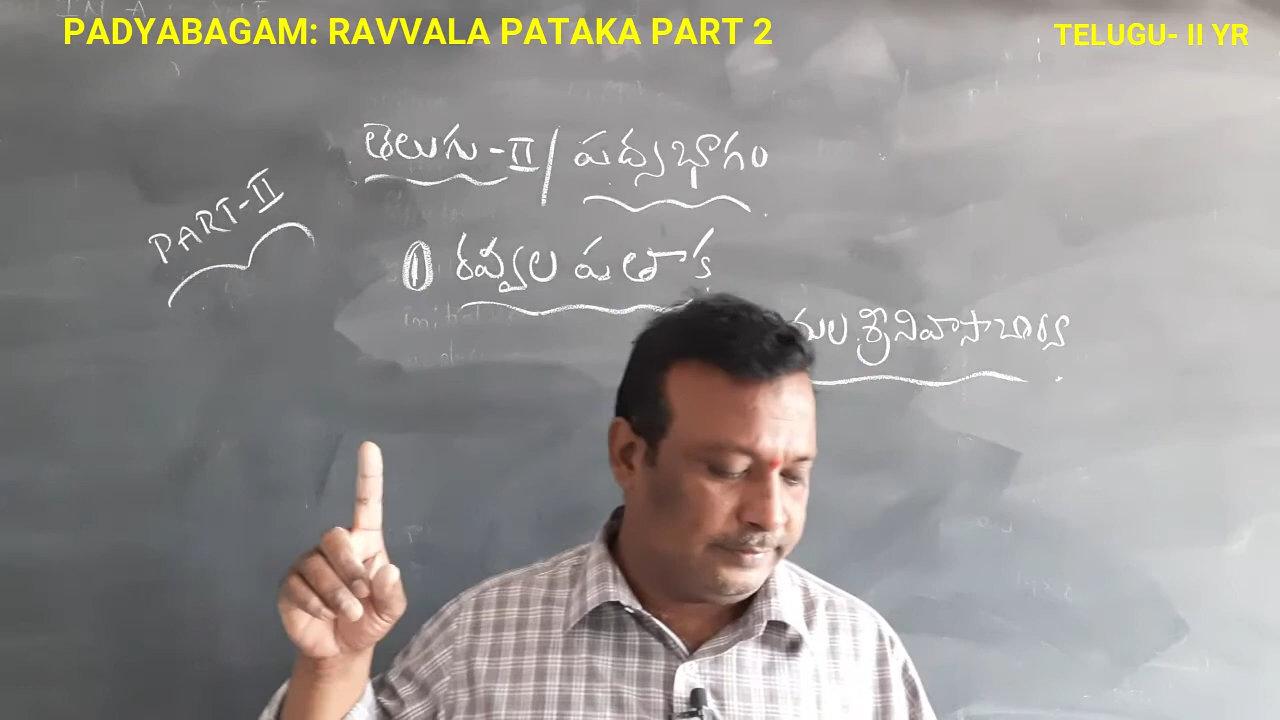 PADYABAGAM: RAVVALA PATAKA PART 2
TELUGU- II YR
తెలుగు-II/ పద్యభాగం
PART-II
① రవ్వల పతాక
శ్రీనివాసాచార్య